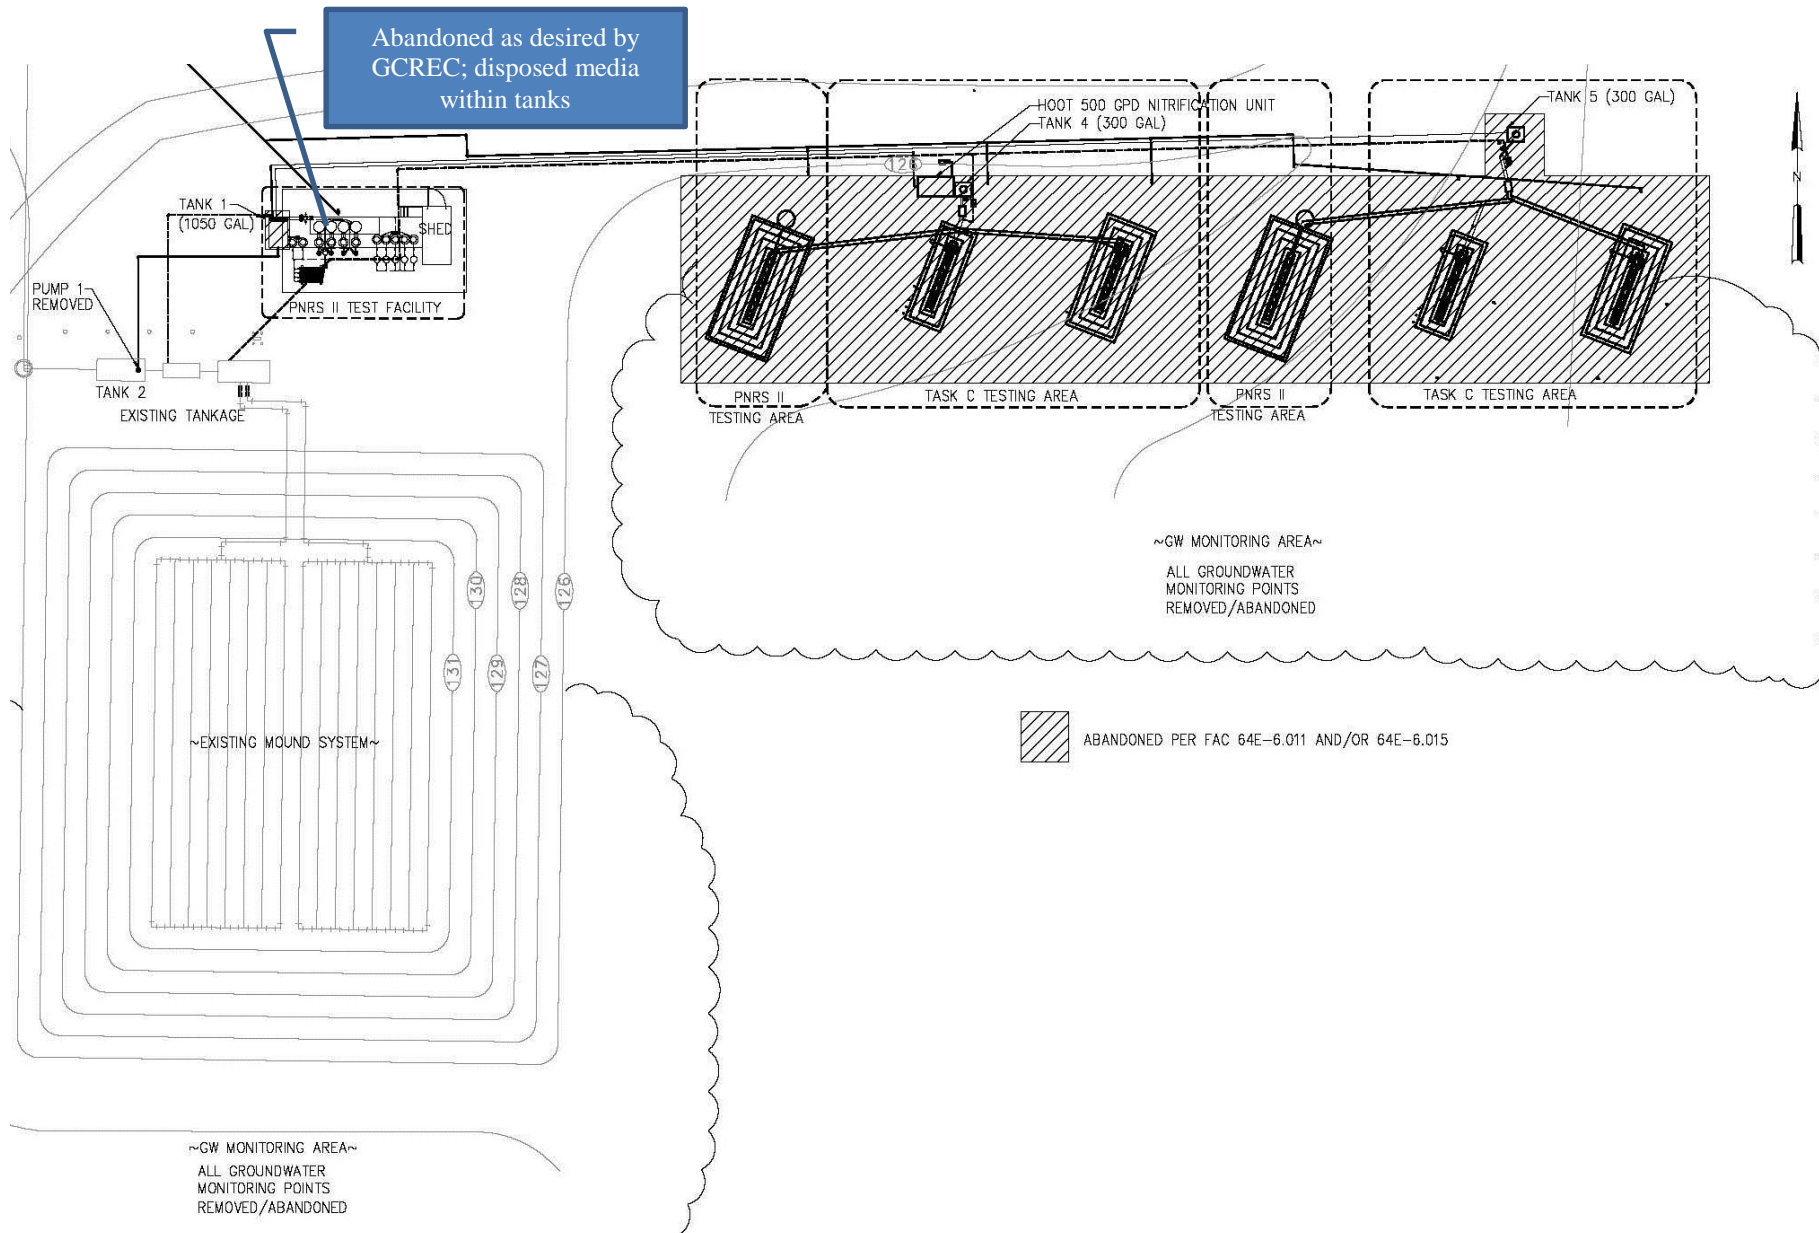 Abandoned as desired by
GCREC; disposed media
within tanks
HOOT 500 GPD NITRIFICATION UNIT
TANK 4 (300 GAL)
TANK 5 (300 GAL)
126
N
TANK 1
(1050 GAL)
SHED
PUMP 1
REMOVED
PNRS II TEST FACILITY
TANK 2
EXISTING TANKAGE
PNRS II
TESTING AREA
TASK C TESTING AREA
PNRS II
TESTING AREA
TASK C TESTING AREA
~GW MONITORING AREA~
ALL GROUNDWATER
MONITORING POINTS
REMOVED/ABANDONED
130
128
126
131
129
127
~EXISTING MOUND SYSTEM~
ABANDONED PER FAC 64E-6.011 AND/OR 64E-6.015
~GW MONITORING AREA~
ALL GROUNDWATER
MONITORING POINTS
REMOVED/ABANDONED